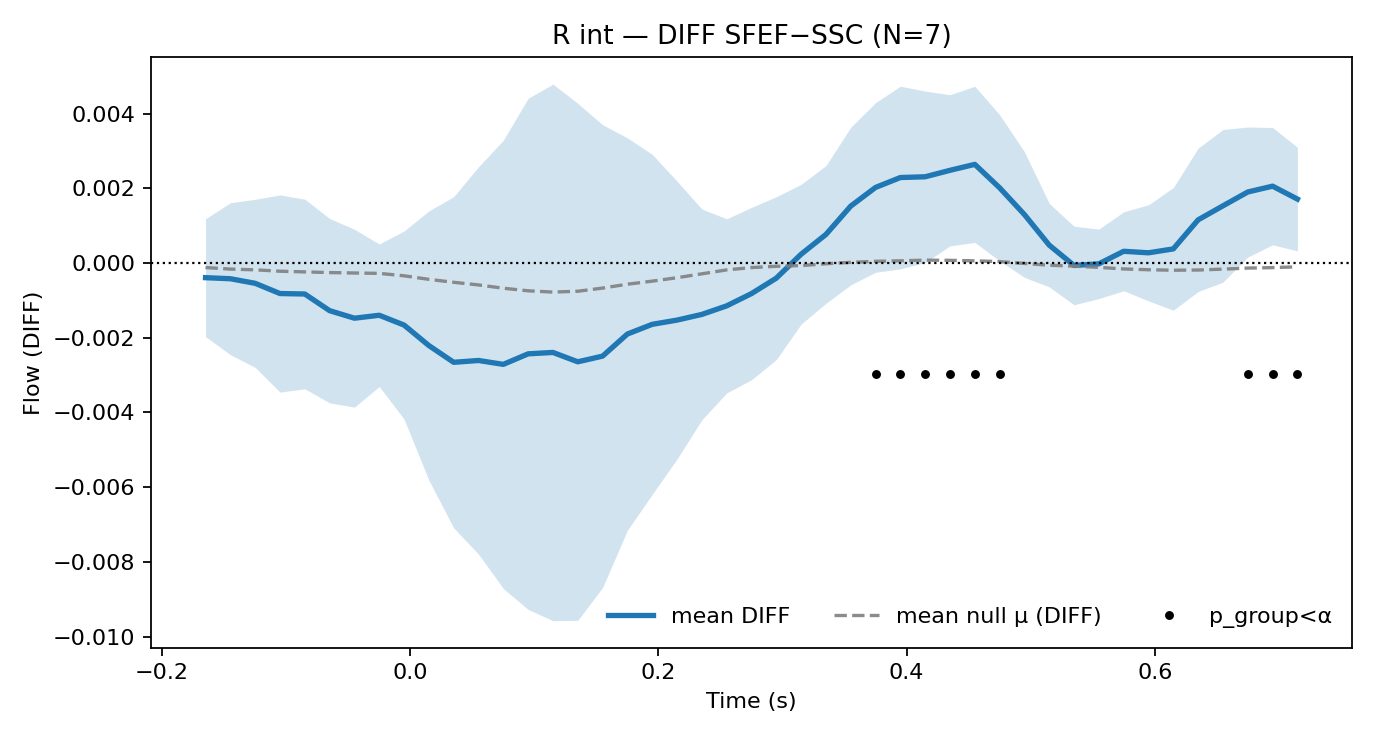 R int — DIFF SFEF−SSC (N=7)
Flow (DIFF)
0.004
0.002
0.000
−0.002
−0.004
−0.006
−0.008
−0.010
mean DIFF
mean null μ (DIFF)
p_group<α
−0.2
0.0
0.2
0.4
0.6
Time (s)